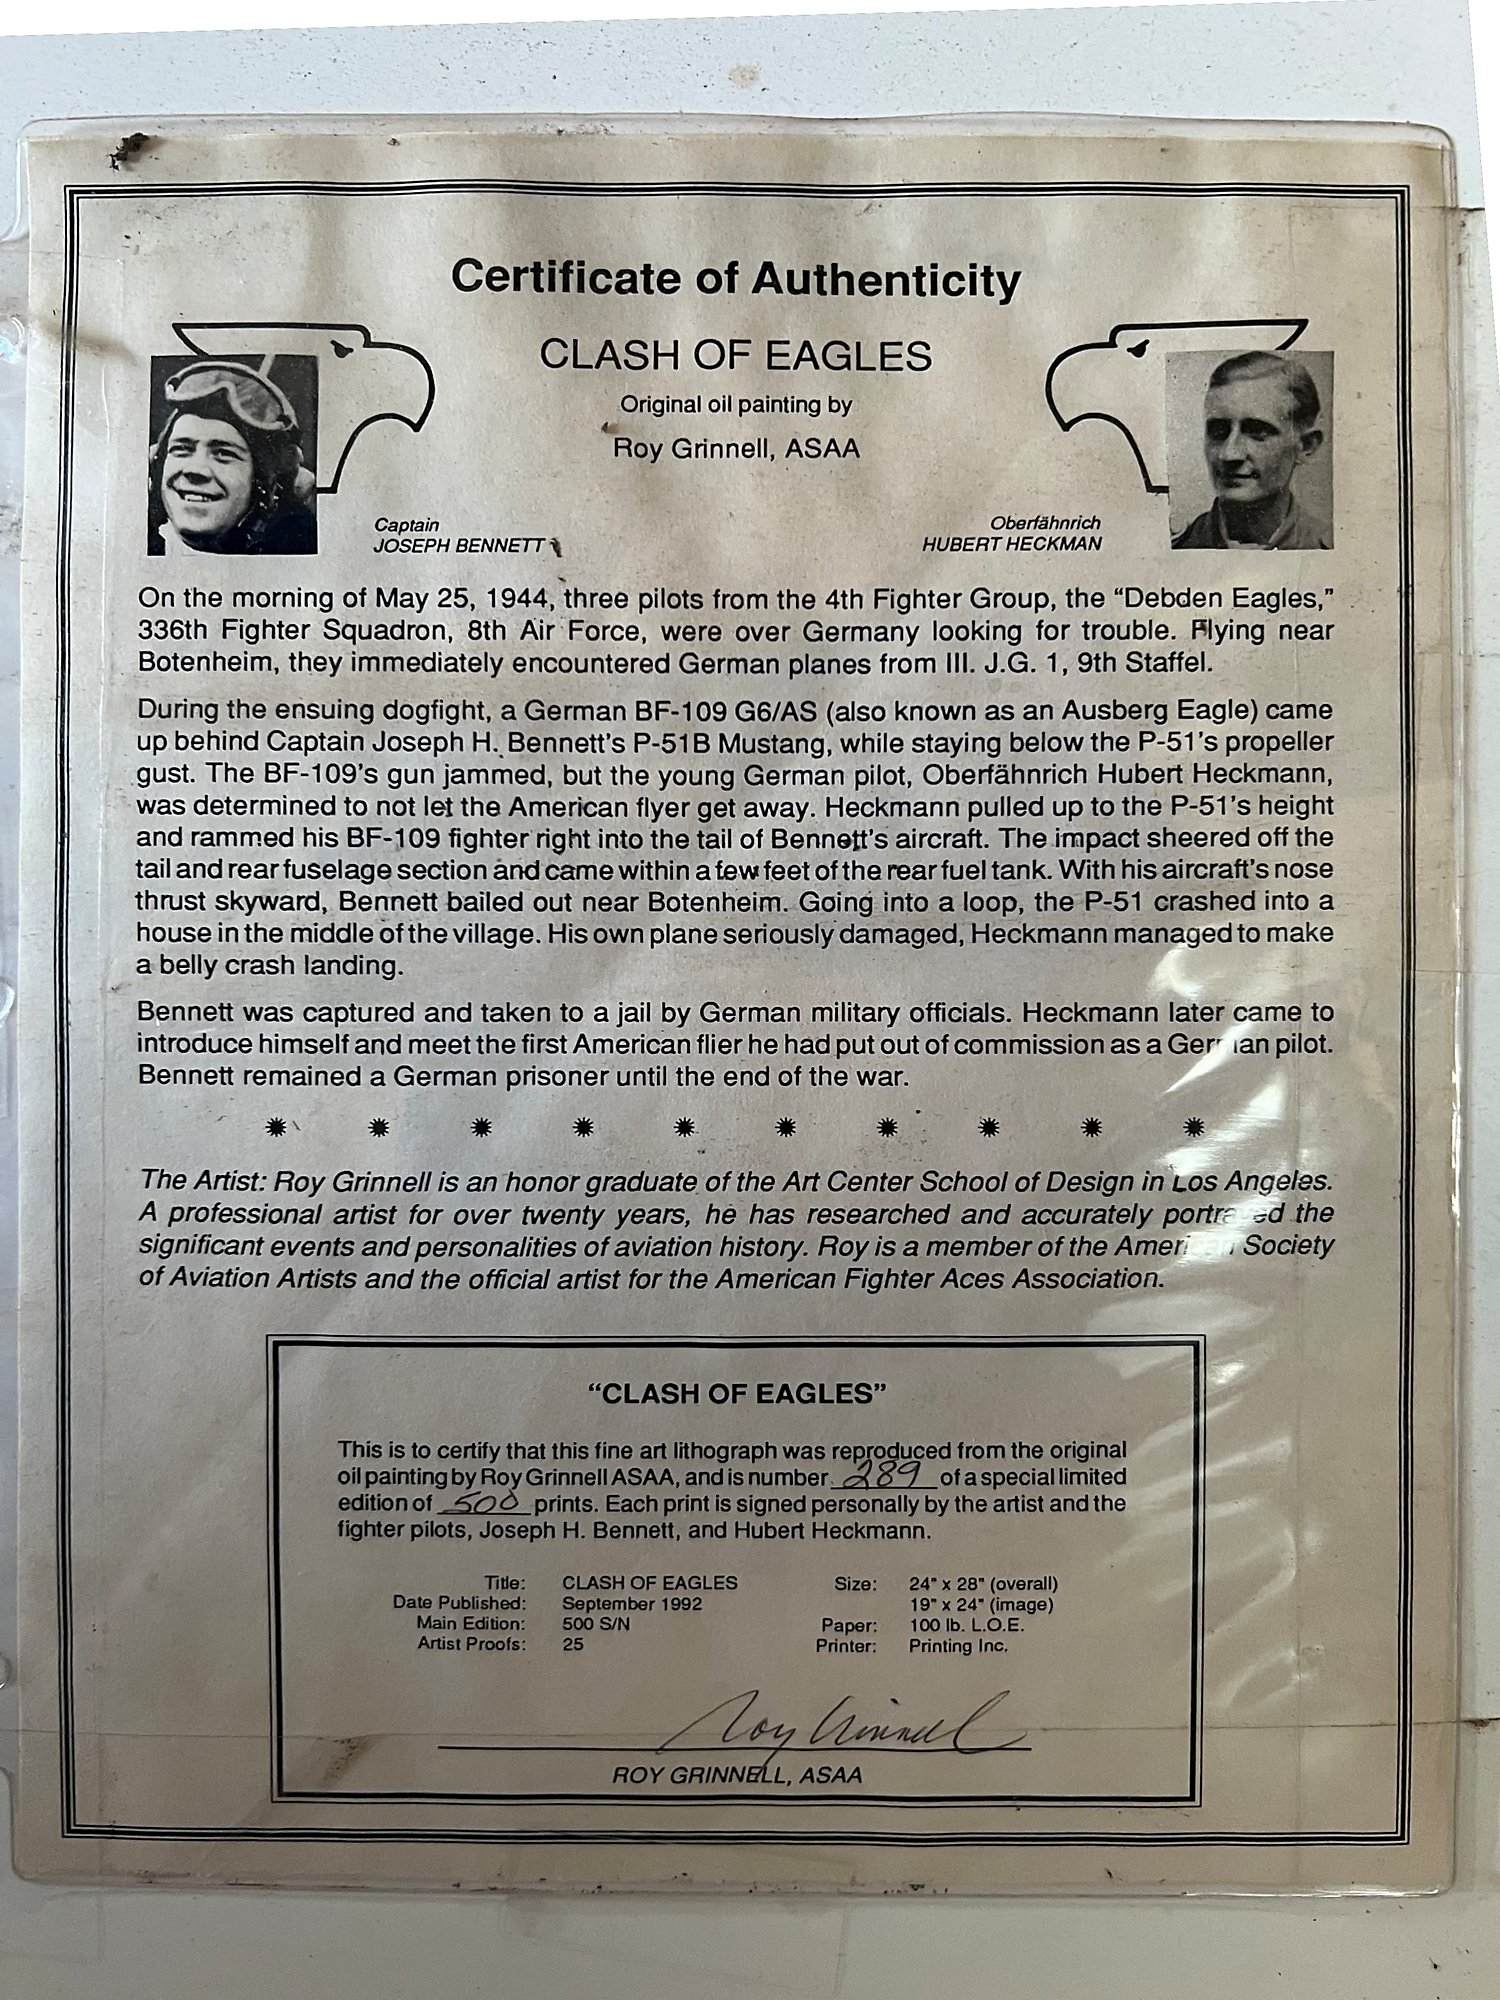 Certificate of Authenticity
CLASH OF EAGLES
Original oil painting by
Roy Grinnell, ASAA
Captain
JOSEPH BENNETT
Oberfähnrich
HUBERT HECKMAN
On the morning of May 25, 1944, three pilots from the 4th Fighter Group, the “Debden Eagles,”
336th Fighter Squadron, 8th Air Force, were over Germany looking for trouble. Flying near
Botenheim, they immediately encountered German planes from III. J.G. 1, 9th Staffel.
During the ensuing dogfight, a German BF-109 G6/AS (also known as an Ausberg Eagle) came
up behind Captain Joseph H. Bennett’s P-51B Mustang, while staying below the P-51’s propeller
gust. The BF-109’s gun jammed, but the young German pilot, Oberfähnrich Hubert Heckmann,
was determined to not let the American flyer get away. Heckmann pulled up to the P-51’s height
and rammed his BF-109 fighter right into the tail of Bennett’s aircraft. The impact sheered off the
tail and rear fuselage section and came within a few feet of the rear fuel tank. With his aircraft’s nose
thrust skyward, Bennett bailed out near Botenheim. Going into a loop, the P-51 crashed into a
house in the middle of the village. His own plane seriously damaged, Heckmann managed to make
a belly crash landing.
Bennett was captured and taken to a jail by German military officials. Heckmann later came to
introduce himself and meet the first American flier he had put out of commission as a German pilot.
Bennett remained a German prisoner until the end of the war.
The Artist: Roy Grinnell is an honor graduate of the Art Center School of Design in Los Angeles.
A professional artist for over twenty years, he has researched and accurately portrayed the
significant events and personalities of aviation history. Roy is a member of the American Society
of Aviation Artists and the official artist for the American Fighter Aces Association.
“CLASH OF EAGLES”
This is to certify that this fine art lithograph was reproduced from the original
oil painting by Roy Grinnell ASAA, and is number 289 of a special limited
edition of 500 prints. Each print is signed personally by the artist and the
fighter pilots, Joseph H. Bennett, and Hubert Heckmann.
Title: CLASH OF EAGLES
Date Published: September 1992
Main Edition: 500 S/N
Artist Proofs: 25
Size: 24" x 28" (overall)
19" x 24" (image)
Paper: 100 lb. L.O.E.
Printer: Printing Inc.
Roy Grinnell
ROY GRINNELL, ASAA